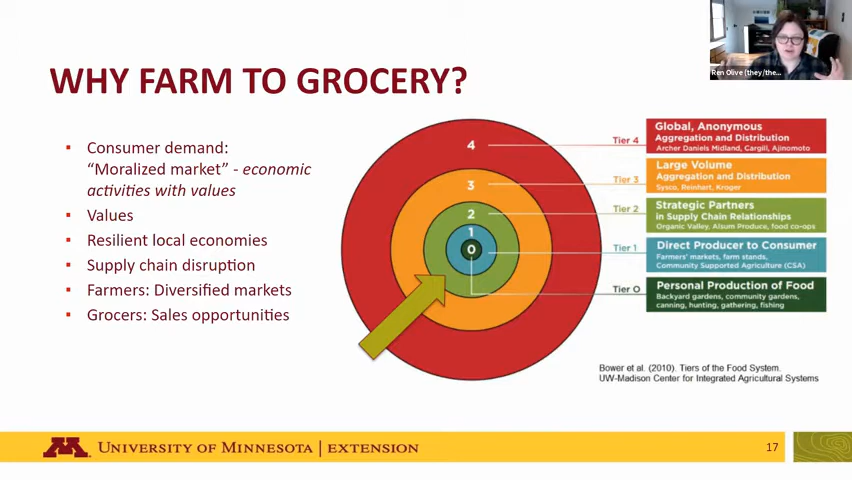 Ren Olive (they/the...
WHY FARM TO GROCERY?
▪ Consumer demand:
“Moralized market” - economic
activities with values
▪ Values
▪ Resilient local economies
▪ Supply chain disruption
▪ Farmers: Diversified markets
▪ Grocers: Sales opportunities
4
3
2
1
0
Tier 4
Global, Anonymous
Aggregation and Distribution
Archer Daniels Midland, Cargill, Ajinomoto
Tier 3
Large Volume
Aggregation and Distribution
Sysco, Reinhart, Kroger
Tier 2
Strategic Partners
in Supply Chain Relationships
Organic Valley, Alsum Produce, food co-ops
Tier 1
Direct Producer to Consumer
Farmers' markets, farm stands,
Community Supported Agriculture (CSA)
Tier 0
Personal Production of Food
Backyard gardens, community gardens,
canning, hunting, gathering, fishing
Bower et al. (2010). Tiers of the Food System.
UW-Madison Center for Integrated Agricultural Systems
M UNIVERSITY OF MINNESOTA | EXTENSION
17